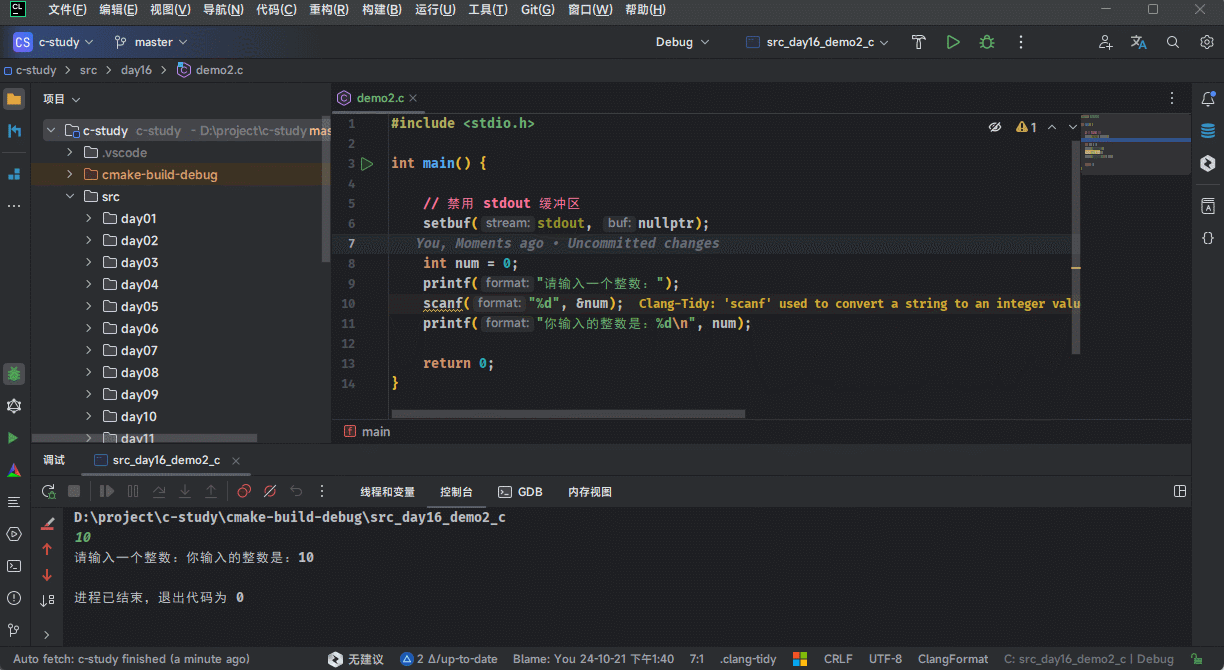 CL 文件(F) 编辑(E) 视图(V) 导航(N) 代码(C) 重构(R) 构建(B) 运行(U) 工具(T) Git(G) 窗口(W) 帮助(H)
CS c-study master Debug src_day16_demo2_c
c-study src day16 demo2.c
项目
c-study c-study - D:\project\c-study mas
.vscode
cmake-build-debug
src
day01
day02
day03
day04
day05
day06
day07
day08
day09
day10
day11
demo2.c
1 #include <stdio.h>
2
3 int main() {
4
5 // 禁用 stdout 缓冲区
6 setbuf( stream: stdout, buf: nullptr);
7 You, Moments ago • Uncommitted changes
8 int num = 0;
9 printf( format: "请输入一个整数：");
10 scanf( format: "%d", &num); Clang-Tidy: 'scanf' used to convert a string to an integer valu
11 printf( format: "你输入的整数是：%d\n", num);
12
13 return 0;
14 }
1
main
调试 src_day16_demo2_c
线程和变量 控制台 GDB 内存视图
D:\project\c-study\cmake-build-debug\src_day16_demo2_c
10
请输入一个整数：你输入的整数是：10
进程已结束，退出代码为 0
Auto fetch: c-study finished (a minute ago) 无建议 2 Δ/up-to-date Blame: You 24-10-21 下午1:40 7:1 .clang-tidy CRLF UTF-8 ClangFormat C: src_day16_demo2_c | Debug